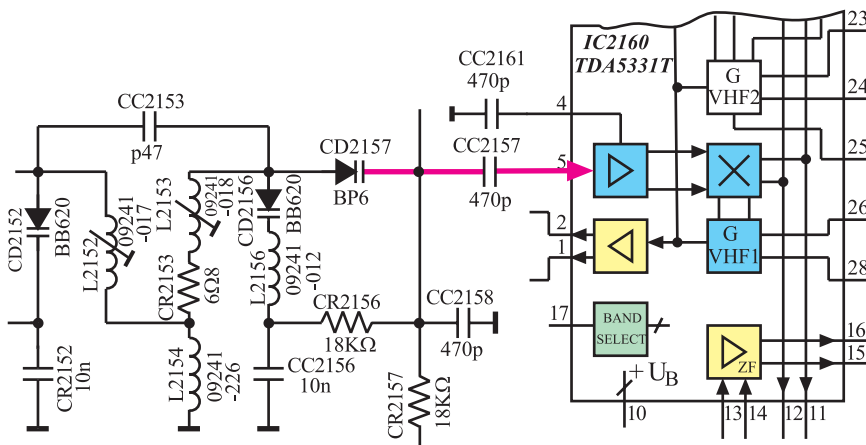 CC2153
p47
CD2152
BB620
L2152
09241
-017
L2153
09241
-018
CR2153
6Ω8
CD2156
BB620
L2156
09241
-012
CD2157
BP6
CC2161
470p
CC2157
470p
CR2152
10n
L2154
09241
-226
CC2156
10n
CR2156
18KΩ
CC2158
470p
CR2157
18KΩ
IC2160
TDA5331T
4
5
2
1
17
G
VHF2
G
VHF1
BAND
SELECT
ZF
+U_B
10
13
14
12
11
23
24
25
26
28
16
15